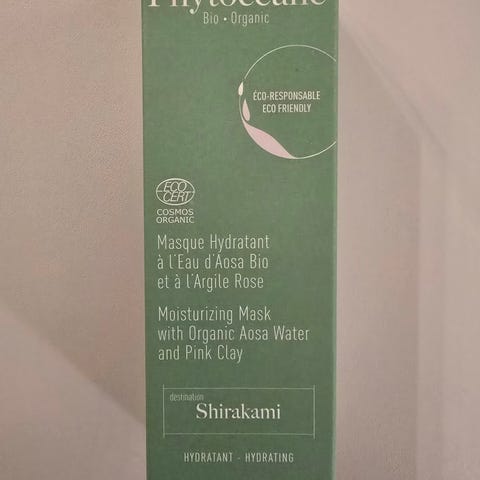 Phytocéane
Bio • Organic
ÉCO-RESPONSABLE
ECO FRIENDLY
ECO
CERT
COSMOS
ORGANIC
Masque Hydratant
à l'Eau d'Aosa Bio
et à l'Argile Rose
Moisturizing Mask
with Organic Aosa Water
and Pink Clay
destination
Shirakami
HYDRATANT - HYDRATING